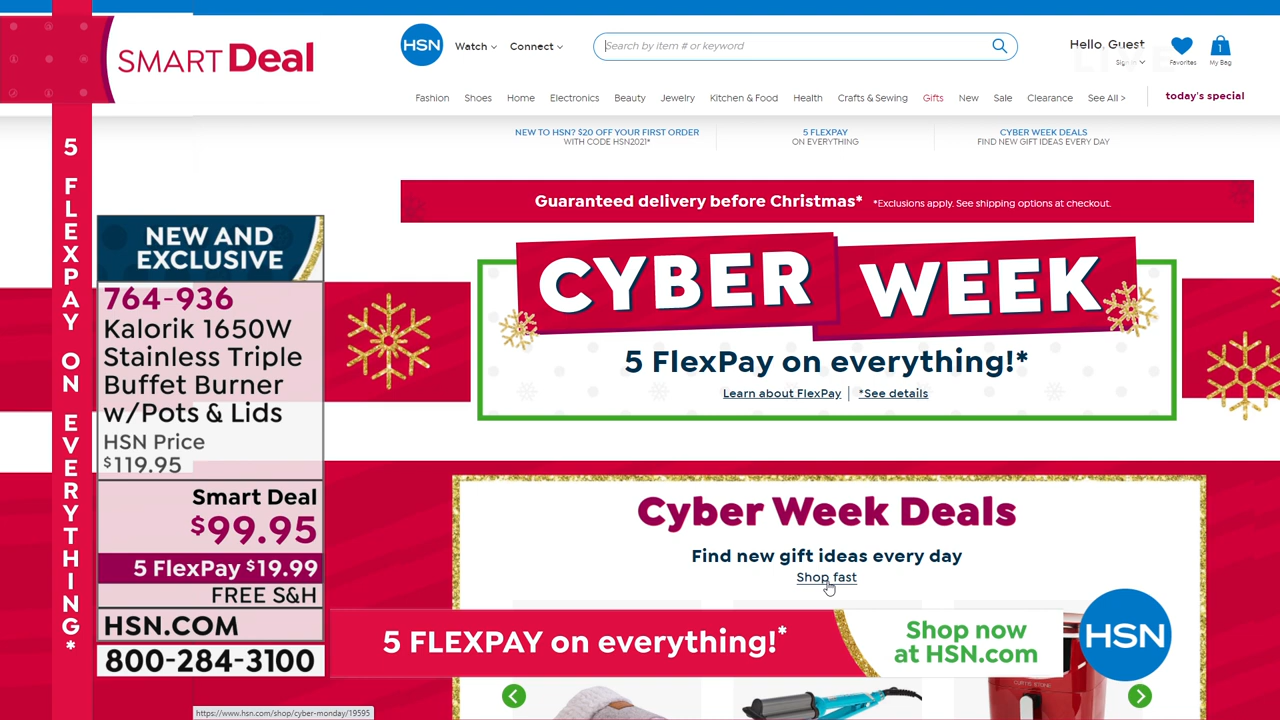 SMART Deal
HSN
Watch
Connect
Search by item # or keyword
Hello, Guest
Sign In
Favorites
1
My Bag
Fashion
Shoes
Home
Electronics
Beauty
Jewelry
Kitchen & Food
Health
Crafts & Sewing
Gifts
New
Sale
Clearance
See All >
today's special
NEW TO HSN? $20 OFF YOUR FIRST ORDER
WITH CODE HSN2021*
5 FLEXPAY
ON EVERYTHING
CYBER WEEK DEALS
FIND NEW GIFT IDEAS EVERY DAY
Guaranteed delivery before Christmas* *Exclusions apply. See shipping options at checkout.
CYBER WEEK
5 FlexPay on everything!*
Learn about FlexPay
*See details
5 FLEXPAY ON EVERYTHING*
NEW AND
EXCLUSIVE
764-936
Kalorik 1650W
Stainless Triple
Buffet Burner
w/Pots & Lids
HSN Price
$119.95
Smart Deal
$99.95
5 FlexPay $19.99
FREE S&H
HSN.COM
800-284-3100
Cyber Week Deals
Find new gift ideas every day
Shop fast
5 FLEXPAY on everything!*
Shop now
at HSN.com
HSN
CURTIS STONE
https://www.hsn.com/shop/cyber-monday/19595